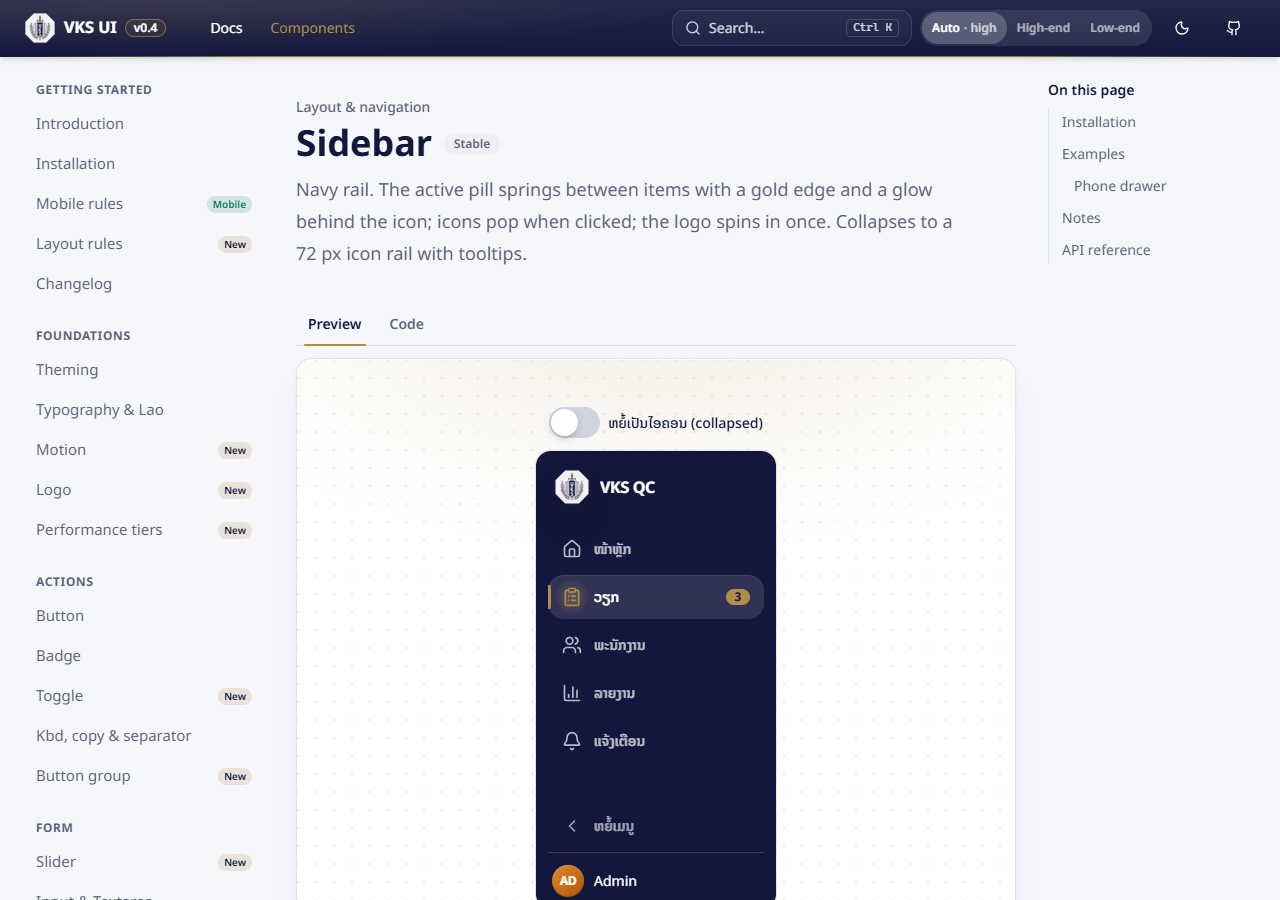 VKS UI v0.4
Docs
Components
Search...
Ctrl K
Auto · high
High-end
Low-end
GETTING STARTED
Introduction
Installation
Mobile rules Mobile
Layout rules New
Changelog
FOUNDATIONS
Theming
Typography & Lao
Motion New
Logo New
Performance tiers New
ACTIONS
Button
Badge
Toggle New
Kbd, copy & separator
Button group New
FORM
Slider New
Input & Textarea
Layout & navigation
Sidebar Stable
Navy rail. The active pill springs between items with a gold edge and a glow
behind the icon; icons pop when clicked; the logo spins in once. Collapses to a
72 px icon rail with tooltips.
Preview
Code
ຫຍໍ້ເປັນໄອຄອນ (collapsed)
VKS QC
ໜ້າຫຼັກ
ວຽກ 3
ພະນັກງານ
ລາຍງານ
ແຈ້ງເຕືອນ
ຫຍໍ້ເມນູ
AD Admin
On this page
Installation
Examples
Phone drawer
Notes
API reference